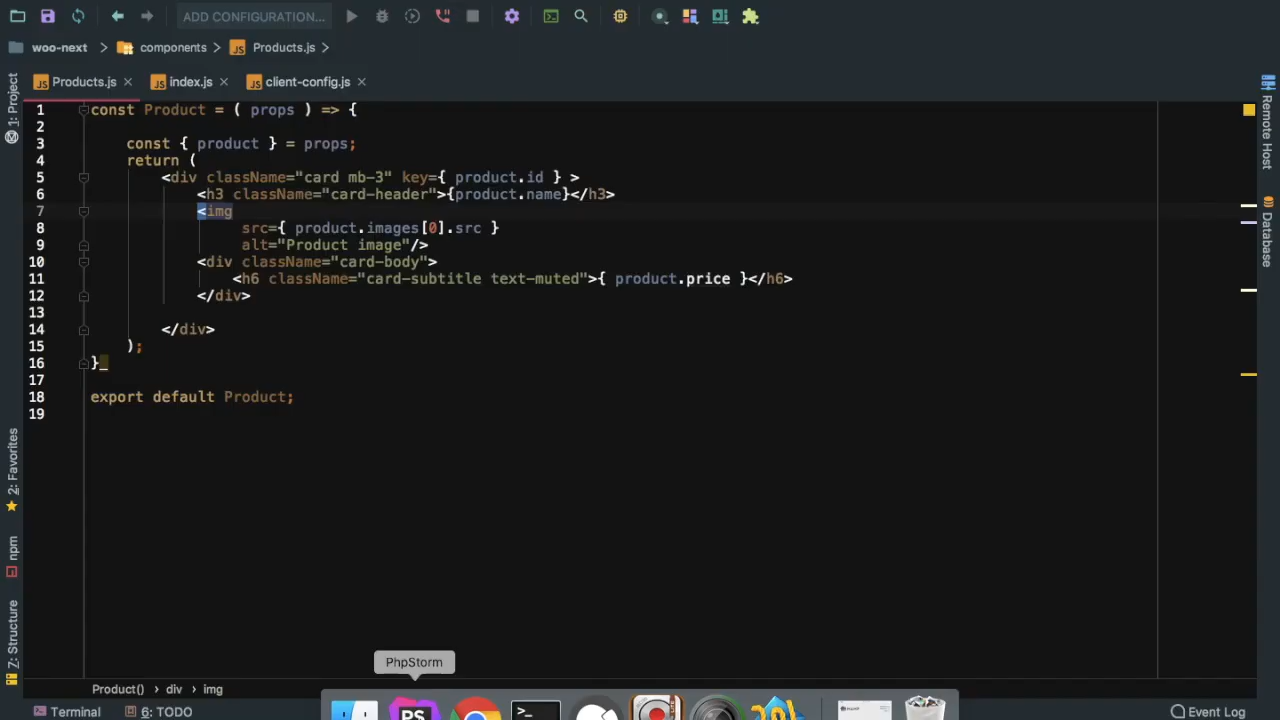 ADD CONFIGURATION...
woo-next components Products.js
Products.js index.js client-config.js
1: Project
2: Favorites
npm
Z: Structure
Remote Host
Database
1 const Product = ( props ) => {
2
3 const { product } = props;
4 return (
5 <div className="card mb-3" key={ product.id } >
6 <h3 className="card-header">{product.name}</h3>
7 <img
8 src={ product.images[0].src }
9 alt="Product image"/>
10 <div className="card-body">
11 <h6 className="card-subtitle text-muted">{ product.price }</h6>
12 </div>
13
14 </div>
15 );
16 }
17
18 export default Product;
19
PhpStorm
Product() › div › img
PS
Terminal 6: TODO Event Log